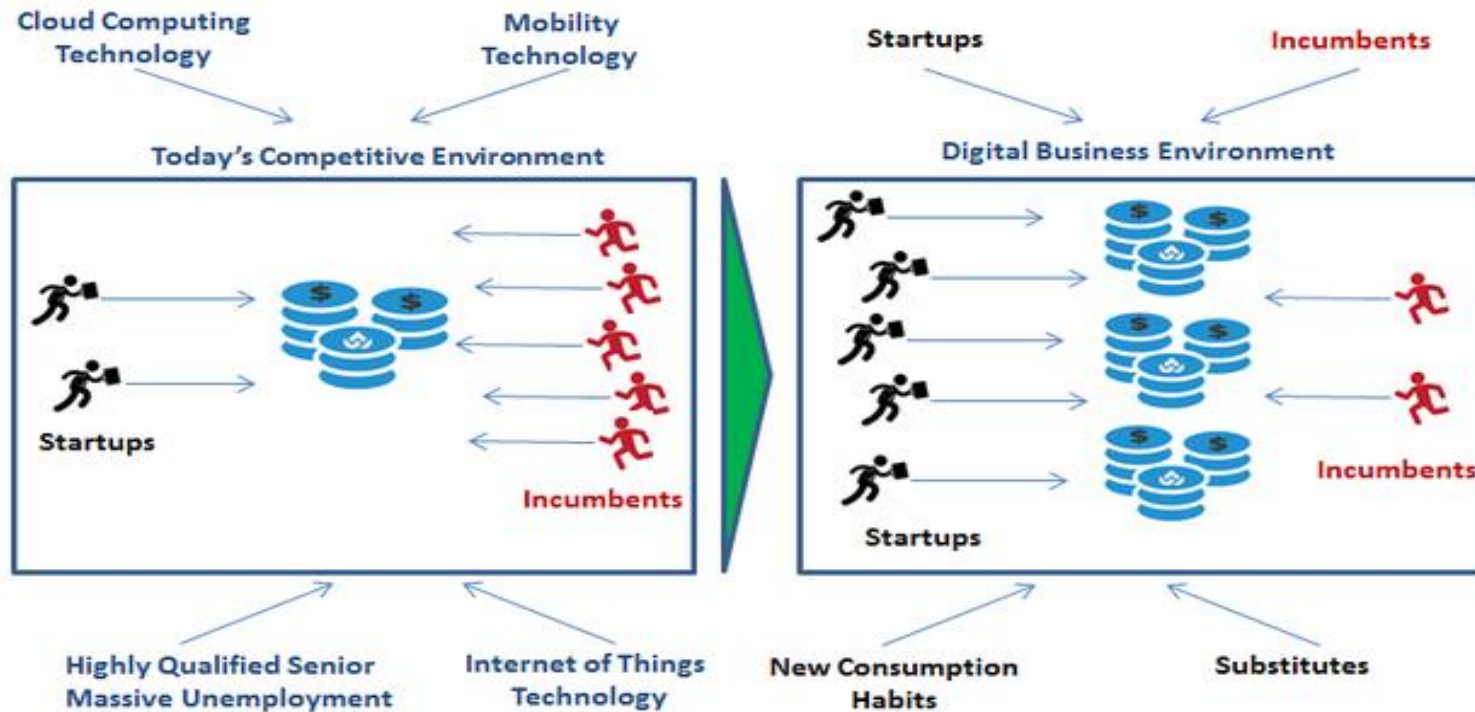 Cloud Computing
Technology
Mobility
Technology
Startups
Incumbents
Today's Competitive Environment
Digital Business Environment
$
$
$
$
$
$
$
$
Startups
Incumbents
Startups
Incumbents
Highly Qualified Senior
Massive Unemployment
Internet of Things
Technology
New Consumption
Habits
Substitutes